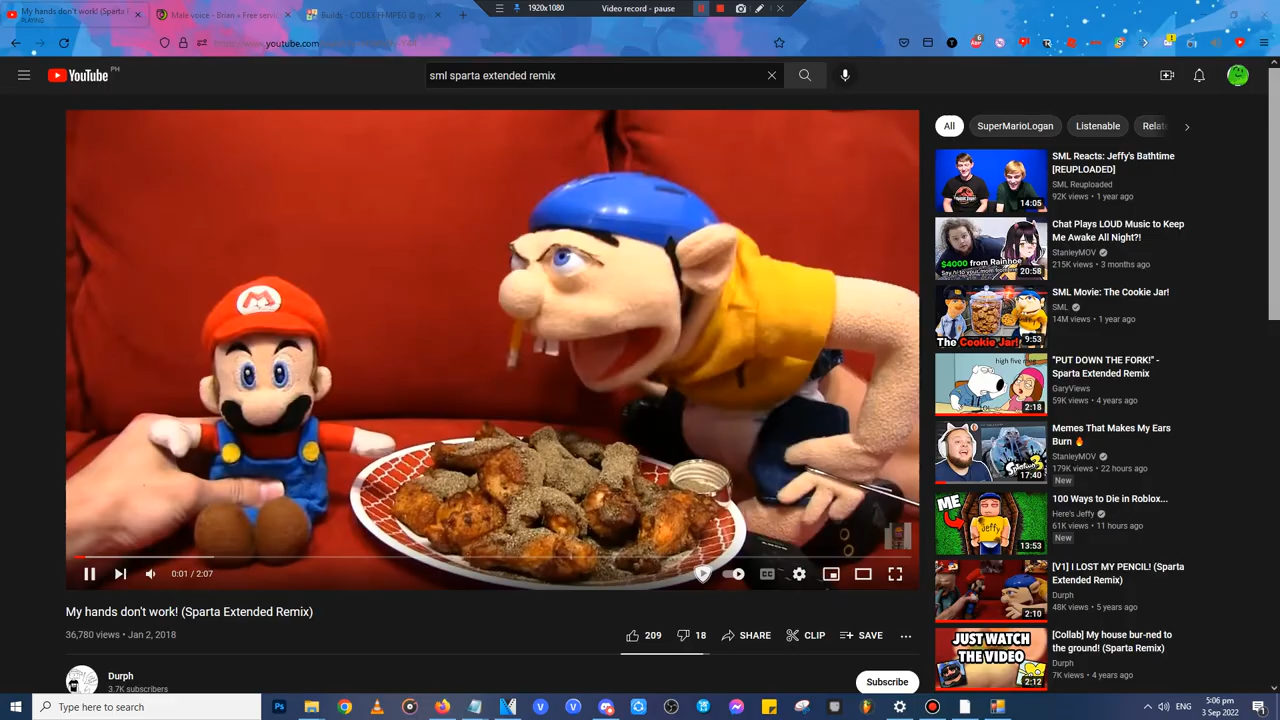 My hands don't work! (Sparta E
PLAYING
Male voice - Brian » Free servic
Builds - CODEX FFMPEG @ gy
1920x1080
Video record - pause
YouTube
PH
sml sparta extended remix
All
SuperMarioLogan
Listenable
Relate
14:05
SML Reacts: Jeffy's Bathtime
[REUPLOADED]
SML Reuploaded
92K views • 1 year ago
$4000 from Rainhoe
20:58
Chat Plays LOUD Music to Keep
Me Awake All Night?!
StanleyMOV
215K views • 3 months ago
The Cookie Jar!
9:53
SML Movie: The Cookie Jar!
SML
14M views • 1 year ago
high five meg
2:18
"PUT DOWN THE FORK!" -
Sparta Extended Remix
GaryViews
59K views • 4 years ago
17:40
Memes That Makes My Ears
Burn 🔥
StanleyMOV
179K views • 22 hours ago
New
ME
Jeffy
13:53
100 Ways to Die in Roblox...
Here's Jeffy
61K views • 11 hours ago
New
2:10
[V1] I LOST MY PENCIL! (Sparta
Extended Remix)
Durph
48K views • 5 years ago
JUST WATCH
THE VIDEO
2:12
[Collab] My house bur-ned to
the ground! (Sparta Remix)
Durph
7K views • 4 years ago
M
0:01 / 2:07
My hands don't work! (Sparta Extended Remix)
36,780 views • Jan 2, 2018
209
18
SHARE
CLIP
SAVE
Durph
3.7K subscribers
Subscribe
Type here to search
ENG
5:06 pm
3 Sep 2022